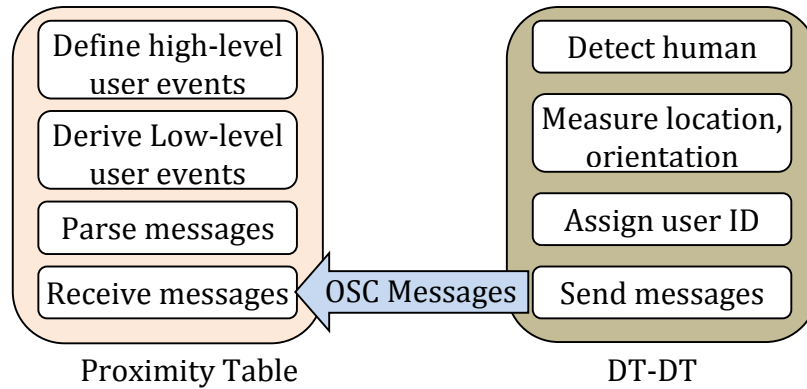 Define high-level
user events
Derive Low-level
user events
Parse messages
Receive messages
OSC Messages
Detect human
Measure location,
orientation
Assign user ID
Send messages
Proximity Table
DT-DT